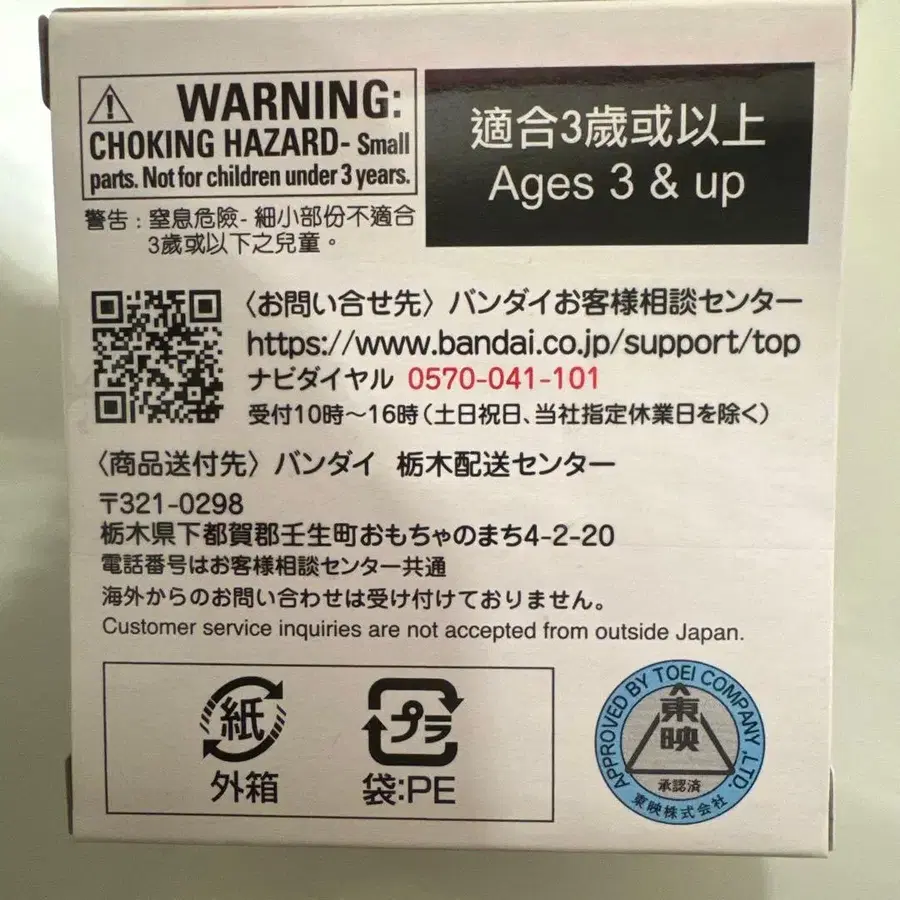 WARNING:
CHOKING HAZARD- Small
parts. Not for children under 3 years.
警告：窒息危險- 細小部份不適合
3歲或以下之兒童。
適合3歲或以上
Ages 3 & up
〈お問い合せ先〉バンダイお客様相談センター
https://www.bandai.co.jp/support/top
ナビダイヤル 0570-041-101
受付10時～16時（土日祝日、当社指定休業日を除く）
〈商品送付先〉バンダイ 栃木配送センター
〒321-0298
栃木県下都賀郡壬生町おもちゃのまち4-2-20
電話番号はお客様相談センター共通
海外からのお問い合わせは受け付けておりません。
Customer service inquiries are not accepted from outside Japan.
紙
外箱
プラ
袋:PE
APPROVED BY TOEI COMPANY ,LTD.
東映
承認済
東映株式会社